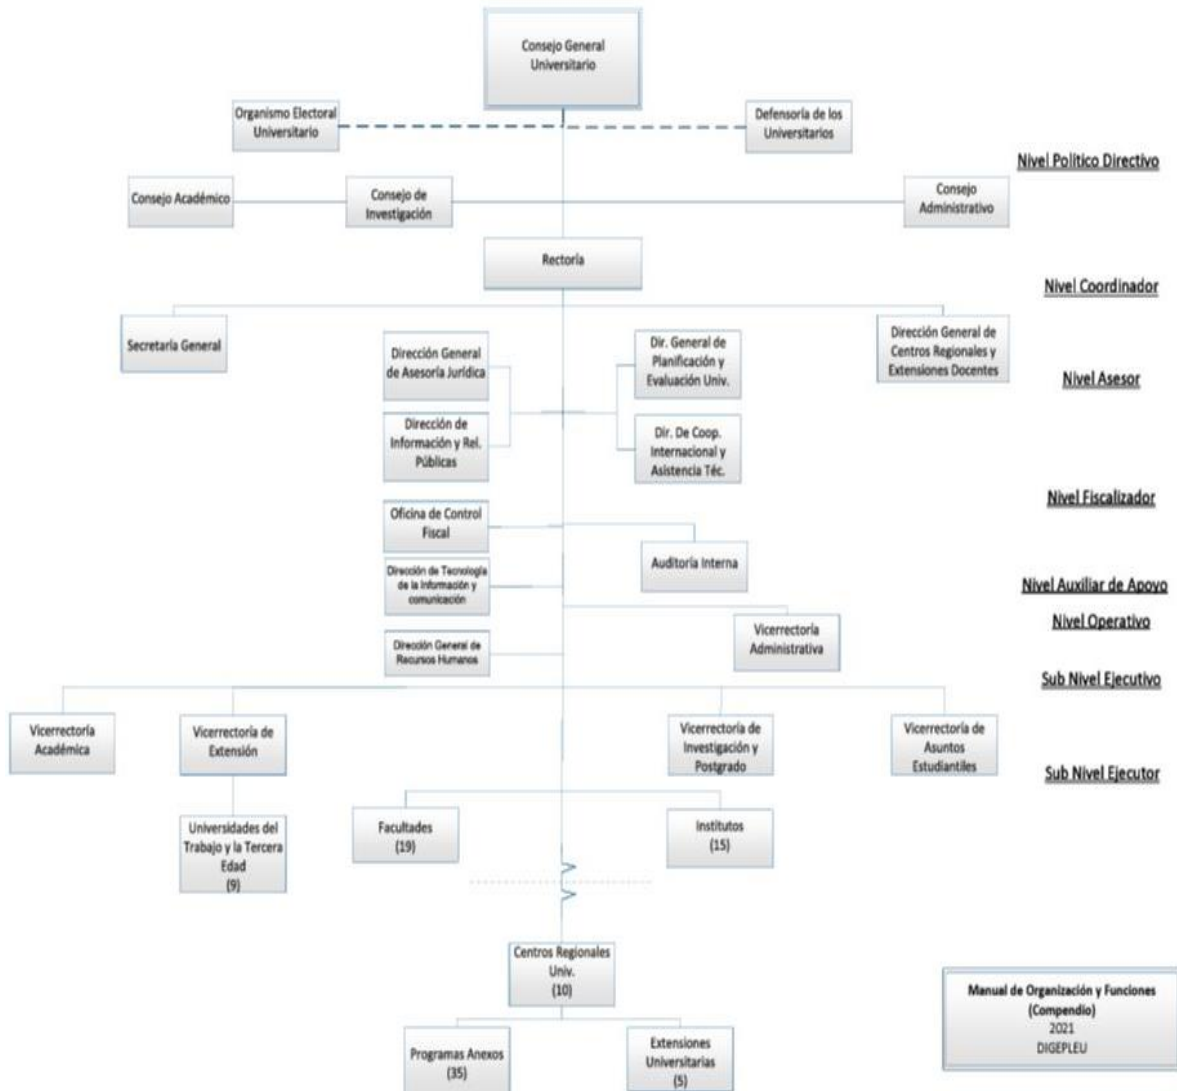 Consejo General
Universitario
Organismo Electoral
Universitario
Defensoría de los
Universitarios
Nivel Político Directivo
Consejo Académico
Consejo de
Investigación
Consejo
Administrativo
Rectoría
Nivel Coordinador
Secretaría General
Dirección General
de Asesoría Jurídica
Dir. General de
Planificación y
Evaluación Univ.
Dirección General de
Centros Regionales y
Extensiones Docentes
Nivel Asesor
Dirección de
Información y Rel.
Públicas
Dir. De Coop.
Internacional y
Asistencia Téc.
Nivel Fiscalizador
Oficina de Control
Fiscal
Auditoría Interna
Dirección de Tecnología
de la Información y
comunicación
Nivel Auxiliar de Apoyo
Nivel Operativo
Vicerrectoría
Administrativa
Dirección General de
Recursos Humanos
Sub Nivel Ejecutivo
Vicerrectoría
Académica
Vicerrectoría de
Extensión
Vicerrectoría de
Investigación y
Postgrado
Vicerrectoría de
Asuntos
Estudiantiles
Sub Nivel Ejecutor
Universidades del
Trabajo y la Tercera
Edad
(9)
Facultades
(19)
Institutos
(15)
Centros Regionales
Univ.
(10)
Programas Anexos
(35)
Extensiones
Universitarias
(5)
Manual de Organización y Funciones
(Compendio)
2021
DIGEPLEU